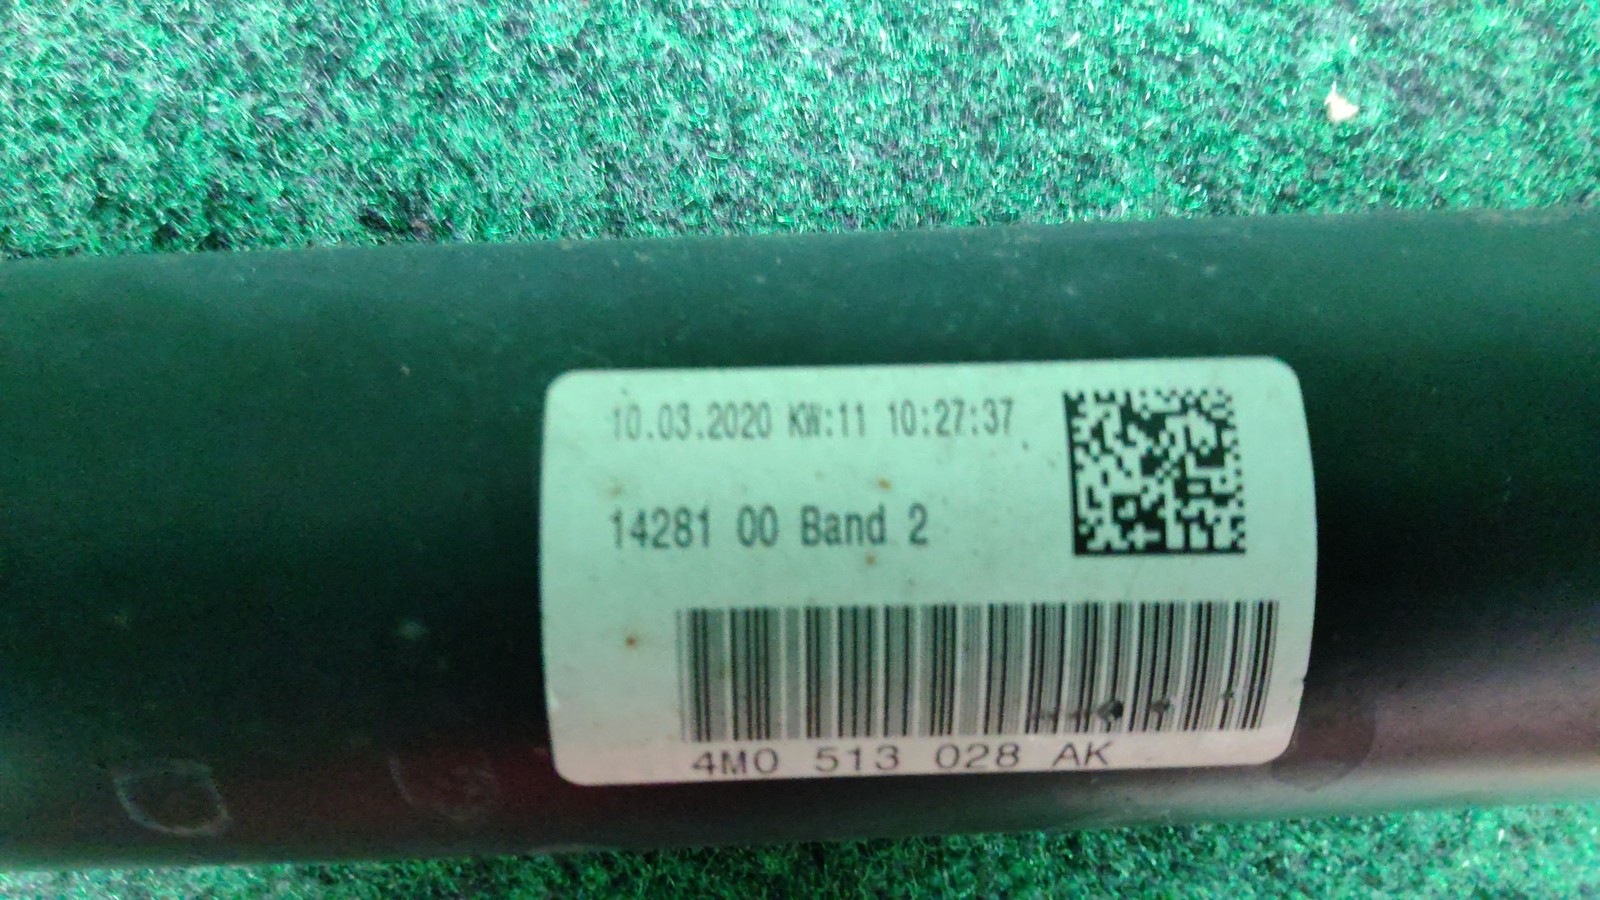 10.03.2020 KW:11 10:27:37
14281 00 Band 2
4M0 513 028 AK